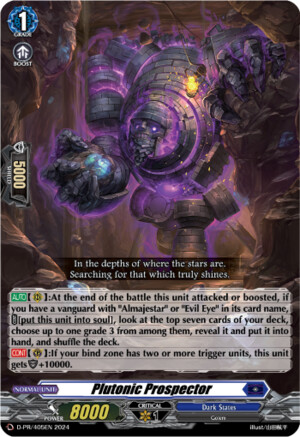 1
GRADE
BOOST
5000
SHIELD
In the depths of where the stars are.
Searching for that which truly shines.
AUTO【RC】:At the end of the battle this unit attacked or boosted, if
you have a vanguard with "Almajestar" or "Evil Eye" in its card name,
[put this unit into soul], look at the top seven cards of your deck,
choose up to one grade 3 from among them, reveal it and put it into
hand, and shuffle the deck.
CONT【RC】:If your bind zone has two or more trigger units, this unit
gets +10000.
NORMAL UNIT
Plutonic Prospector
POWER 8000
CRITICAL
1
Dark States
Golem
D-PR/405EN 2024
illust/山田航平